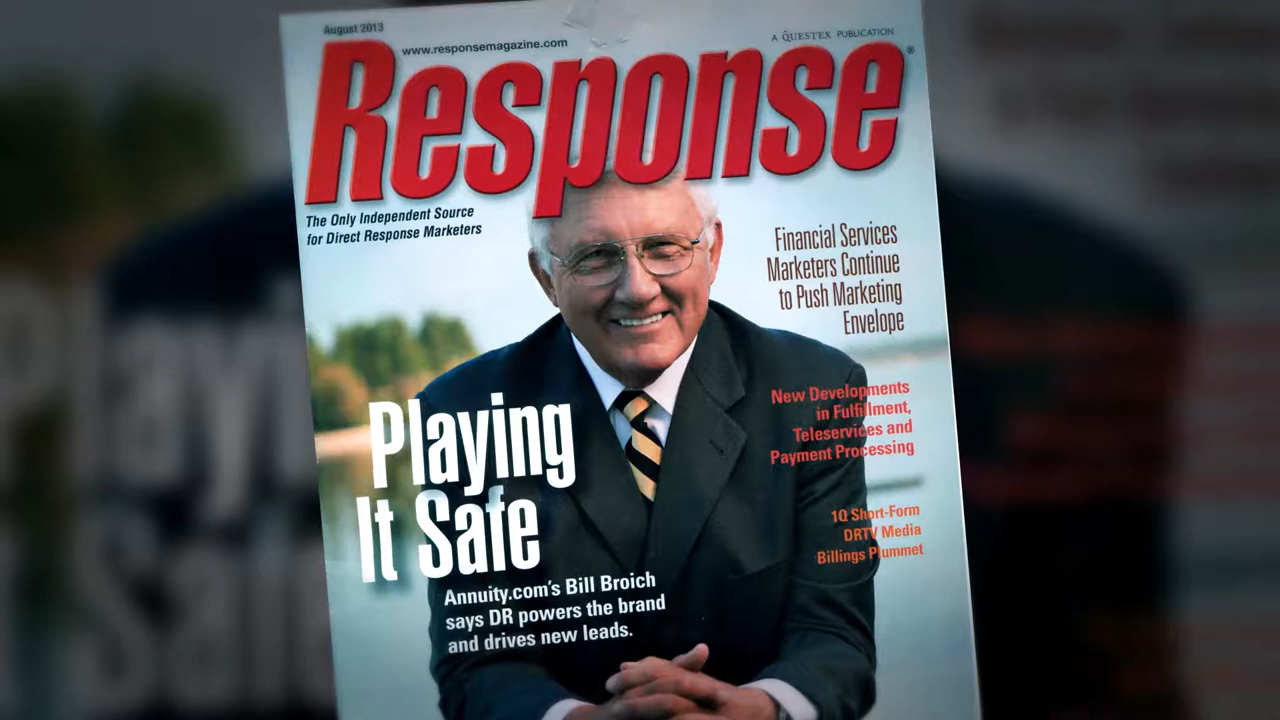 August 2013
www.responsemagazine.com
A QUESTEX PUBLICATION
Response®
The Only Independent Source
for Direct Response Marketers
Financial Services
Marketers Continue
to Push Marketing
Envelope
New Developments
in Fulfillment,
Teleservices and
Payment Processing
1Q Short-Form
DRTV Media
Billings Plummet
Playing
It Safe
Annuity.com's Bill Broich
says DR powers the brand
and drives new leads.